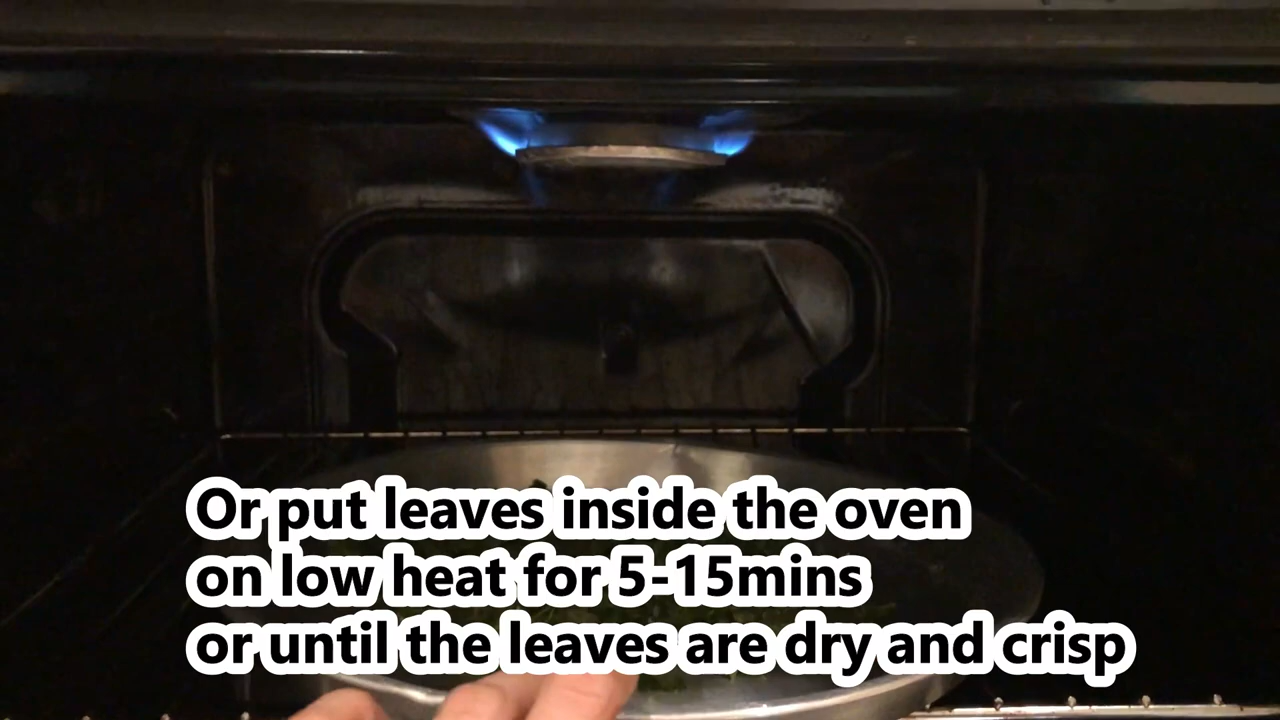 Or put leaves inside the oven
on low heat for 5-15mins
or until the leaves are dry and crisp